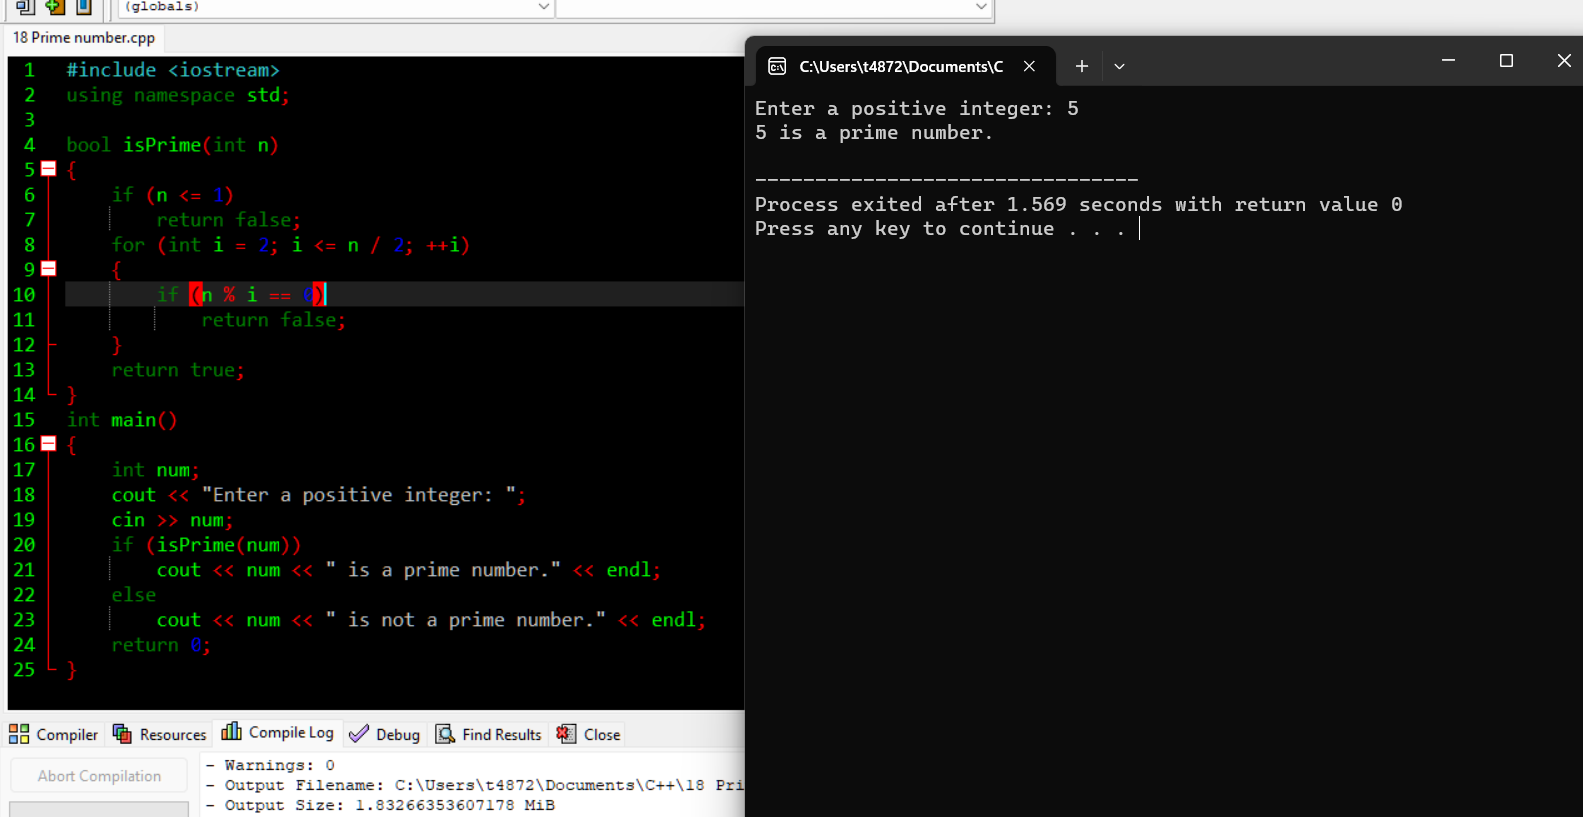 (globals)
18 Prime number.cpp
1 #include <iostream>
2 using namespace std;
3
4 bool isPrime(int n)
5 {
6 if (n <= 1)
7 return false;
8 for (int i = 2; i <= n / 2; ++i)
9 {
10 if (n % i == 0)
11 return false;
12 }
13 return true;
14 }
15 int main()
16 {
17 int num;
18 cout << "Enter a positive integer: ";
19 cin >> num;
20 if (isPrime(num))
21 cout << num << " is a prime number." << endl;
22 else
23 cout << num << " is not a prime number." << endl;
24 return 0;
25 }
Compiler Resources Compile Log Debug Find Results Close
Abort Compilation
- Warnings: 0
- Output Filename: C:\Users\t4872\Documents\C++\18 Pri
- Output Size: 1.83266353607178 MiB
C:\Users\t4872\Documents\C
Enter a positive integer: 5
5 is a prime number.
--------------------------------
Process exited after 1.569 seconds with return value 0
Press any key to continue . . .